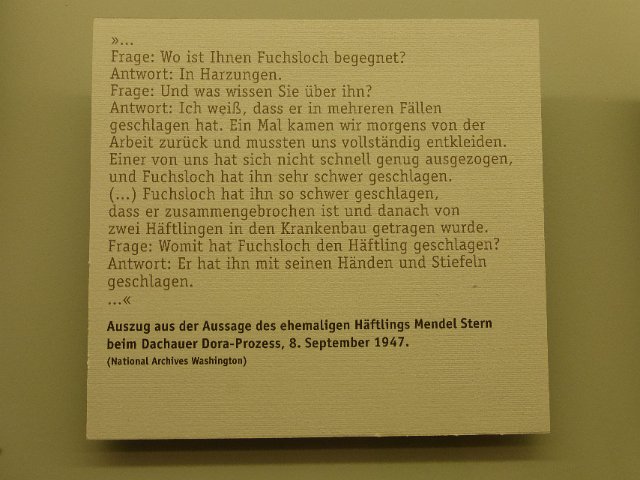 »...
Frage: Wo ist Ihnen Fuchsloch begegnet?
Antwort: In Harzungen.
Frage: Und was wissen Sie über ihn?
Antwort: Ich weiß, dass er in mehreren Fällen
geschlagen hat. Ein Mal kamen wir morgens von der
Arbeit zurück und mussten uns vollständig entkleiden.
Einer von uns hat sich nicht schnell genug ausgezogen,
und Fuchsloch hat ihn sehr schwer geschlagen.
(...) Fuchsloch hat ihn so schwer geschlagen,
dass er zusammengebrochen ist und danach von
zwei Häftlingen in den Krankenbau getragen wurde.
Frage: Womit hat Fuchsloch den Häftling geschlagen?
Antwort: Er hat ihn mit seinen Händen und Stiefeln
geschlagen.
...«
Auszug aus der Aussage des ehemaligen Häftlings Mendel Stern
beim Dachauer Dora-Prozess, 8. September 1947.
(National Archives Washington)